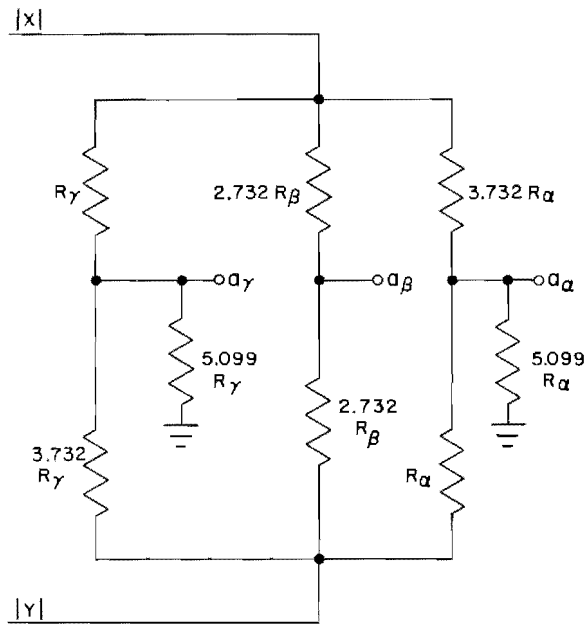 |X|
Rγ
2.732 Rβ
3.732 Rα
aγ
aβ
aα
5.099
Rγ
5.099
Rα
2.732
Rβ
3.732
Rγ
Rα
|Y|